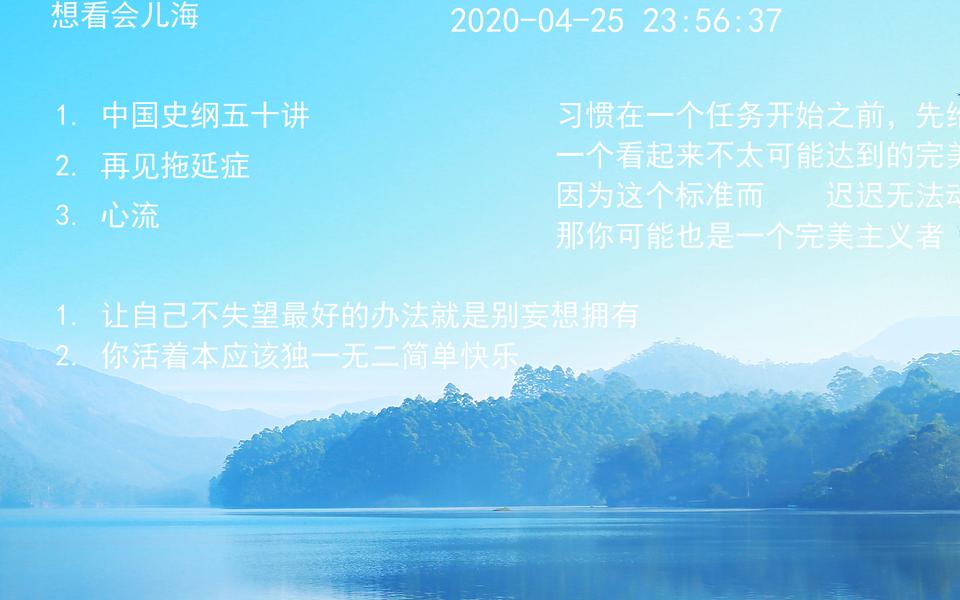 想看会儿海
2020-04-25 23:56:37
1. 中国史纲五十讲
2. 再见拖延症
3. 心流
习惯在一个任务开始之前，先给
一个看起来不太可能达到的完美
因为这个标准而 迟迟无法动
那你可能也是一个完美主义者
1. 让自己不失望最好的办法就是别妄想拥有
2. 你活着本应该独一无二简单快乐